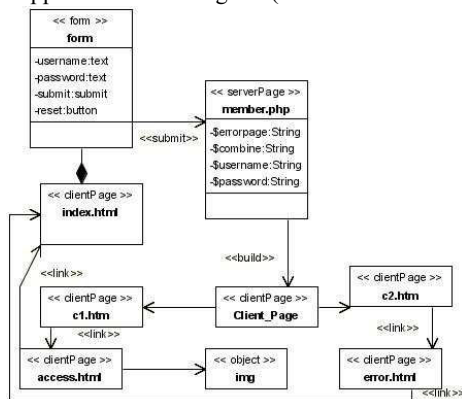 << form >>
form
-username:text
-password:text
-submit:submit
-reset:button
<<submit>>
<< serverPage >>
member.php
-$errorpage:String
-$combine:String
-$username:String
-$password:String
<< clientPage >>
index.html
<<link>>
<<build>>
<< clientPage >>
c1.htm
<< clientPage >>
Client_Page
<< clientPage >>
c2.htm
<<link>>
<<link>>
<< clientPage >>
access.html
<< object >>
img
<< clientPage >>
error.html
<<link>>